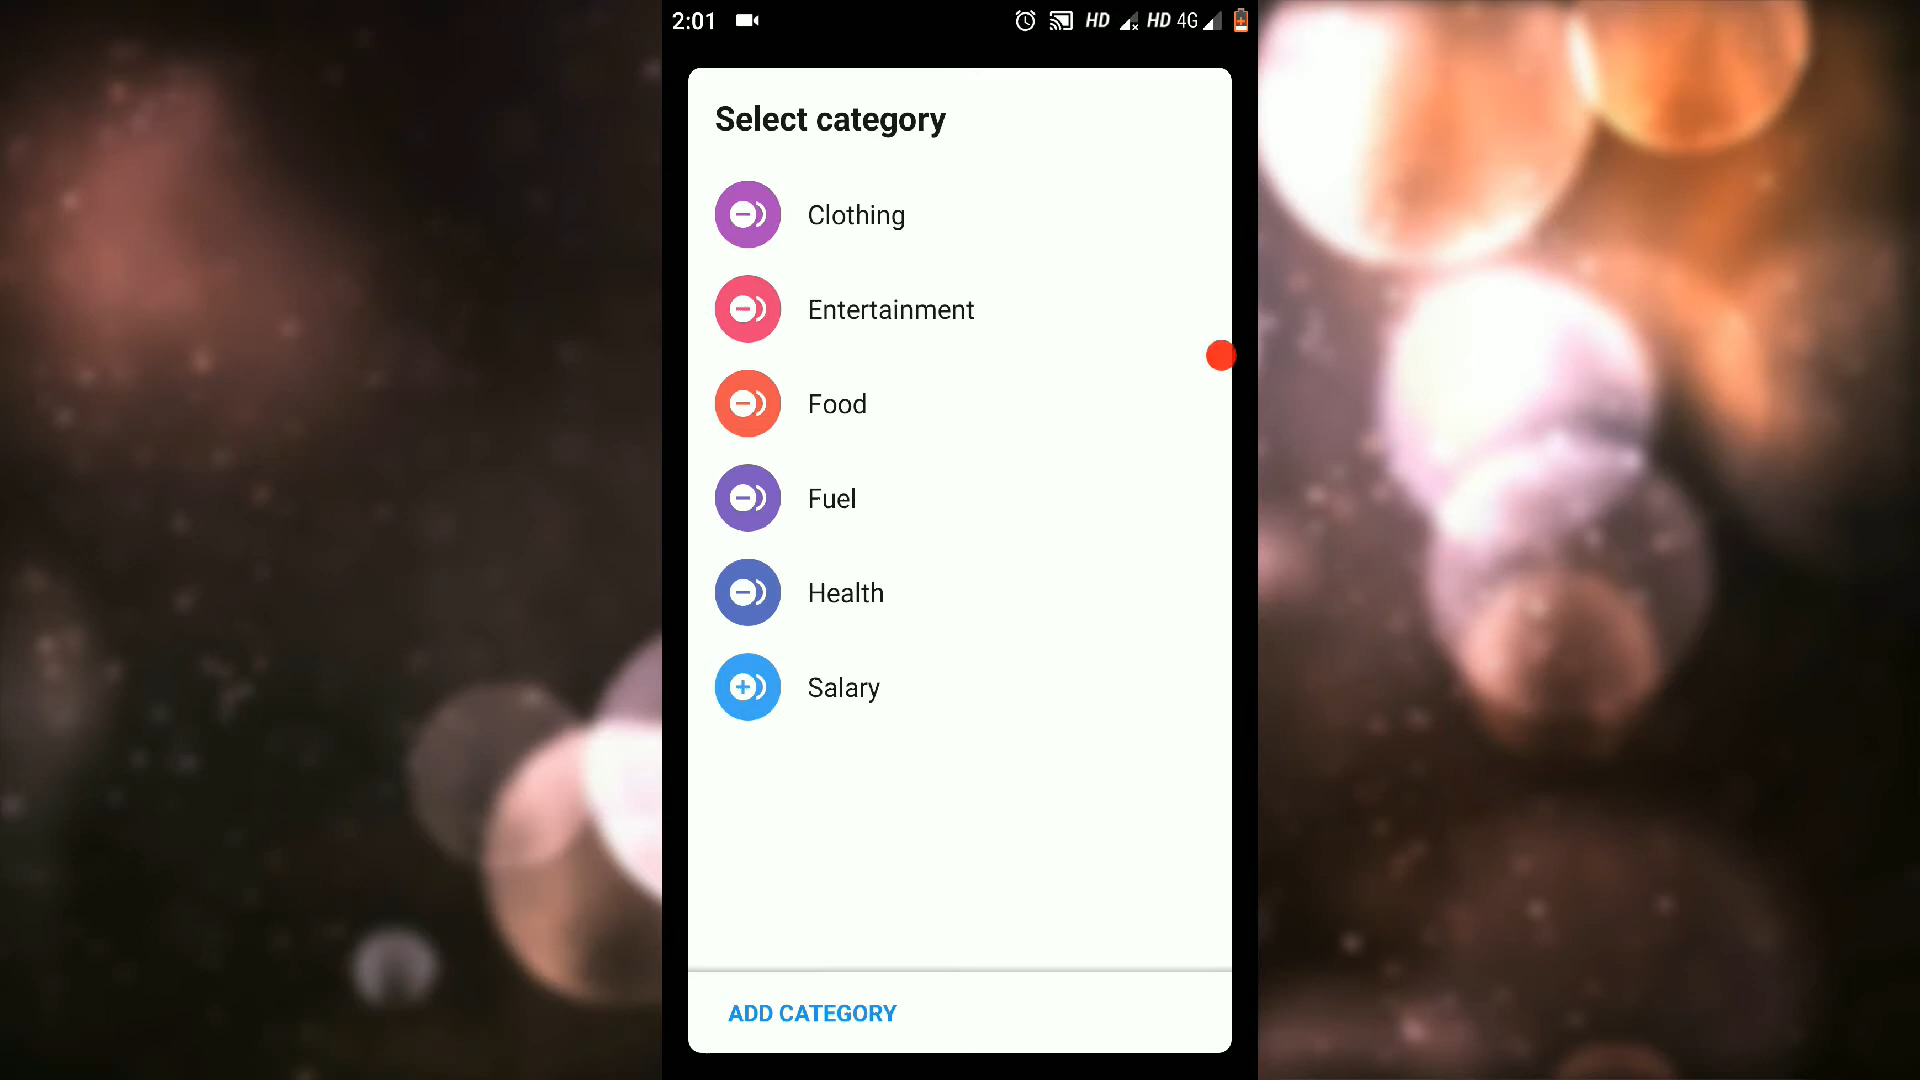 2:01 HD HD 4G
Select category
Clothing
Entertainment
Food
Fuel
Health
Salary
ADD CATEGORY